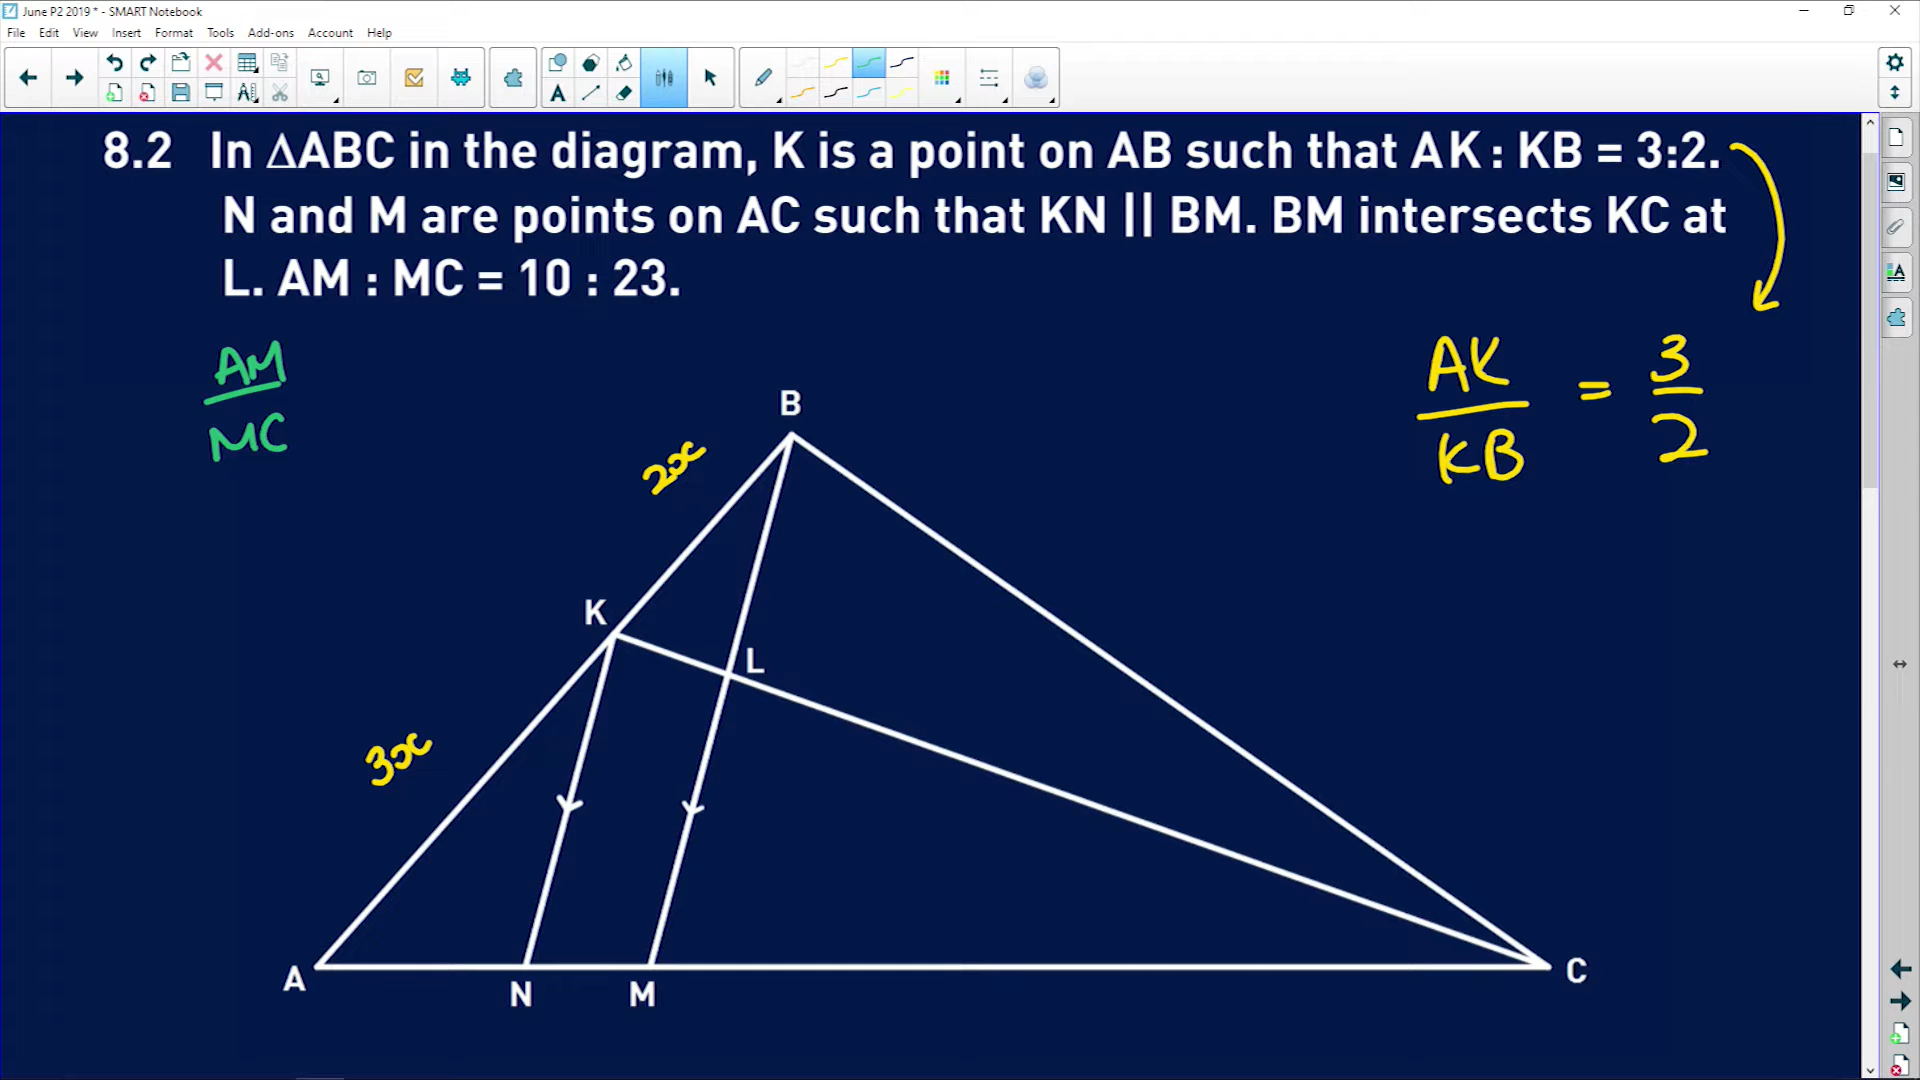 June P2 2019 * - SMART Notebook
File Edit View Insert Format Tools Add-ons Account Help
8.2 In ΔABC in the diagram, K is a point on AB such that AK : KB = 3:2.
N and M are points on AC such that KN || BM. BM intersects KC at
L. AM : MC = 10 : 23.
AM
MC
AK
KB
=
3
2
B
2x
K
L
3x
A
N
M
C